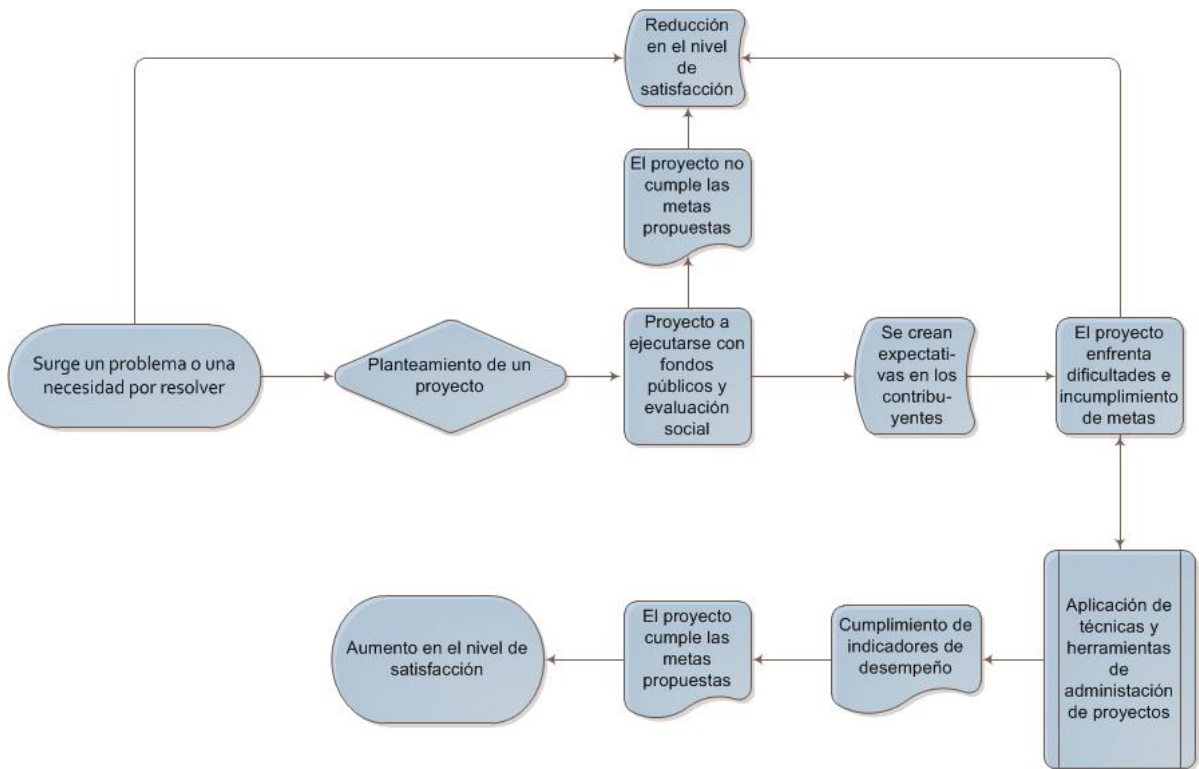 Reducción
en el nivel
de
satisfacción
El proyecto no
cumple las
metas
propuestas
Surge un problema o una
necesidad por resolver
Planteamiento de un
proyecto
Proyecto a
ejecutarse con
fondos
públicos y
evaluación
social
Se crean
expectati-
vas en los
contribu-
yentes
El proyecto
enfrenta
dificultades e
incumplimiento
de metas
Aumento en el nivel de
satisfacción
El proyecto
cumple las
metas
propuestas
Cumplimiento de
indicadores de
desempeño
Aplicación de
técnicas y
herramientas
de
administación
de proyectos